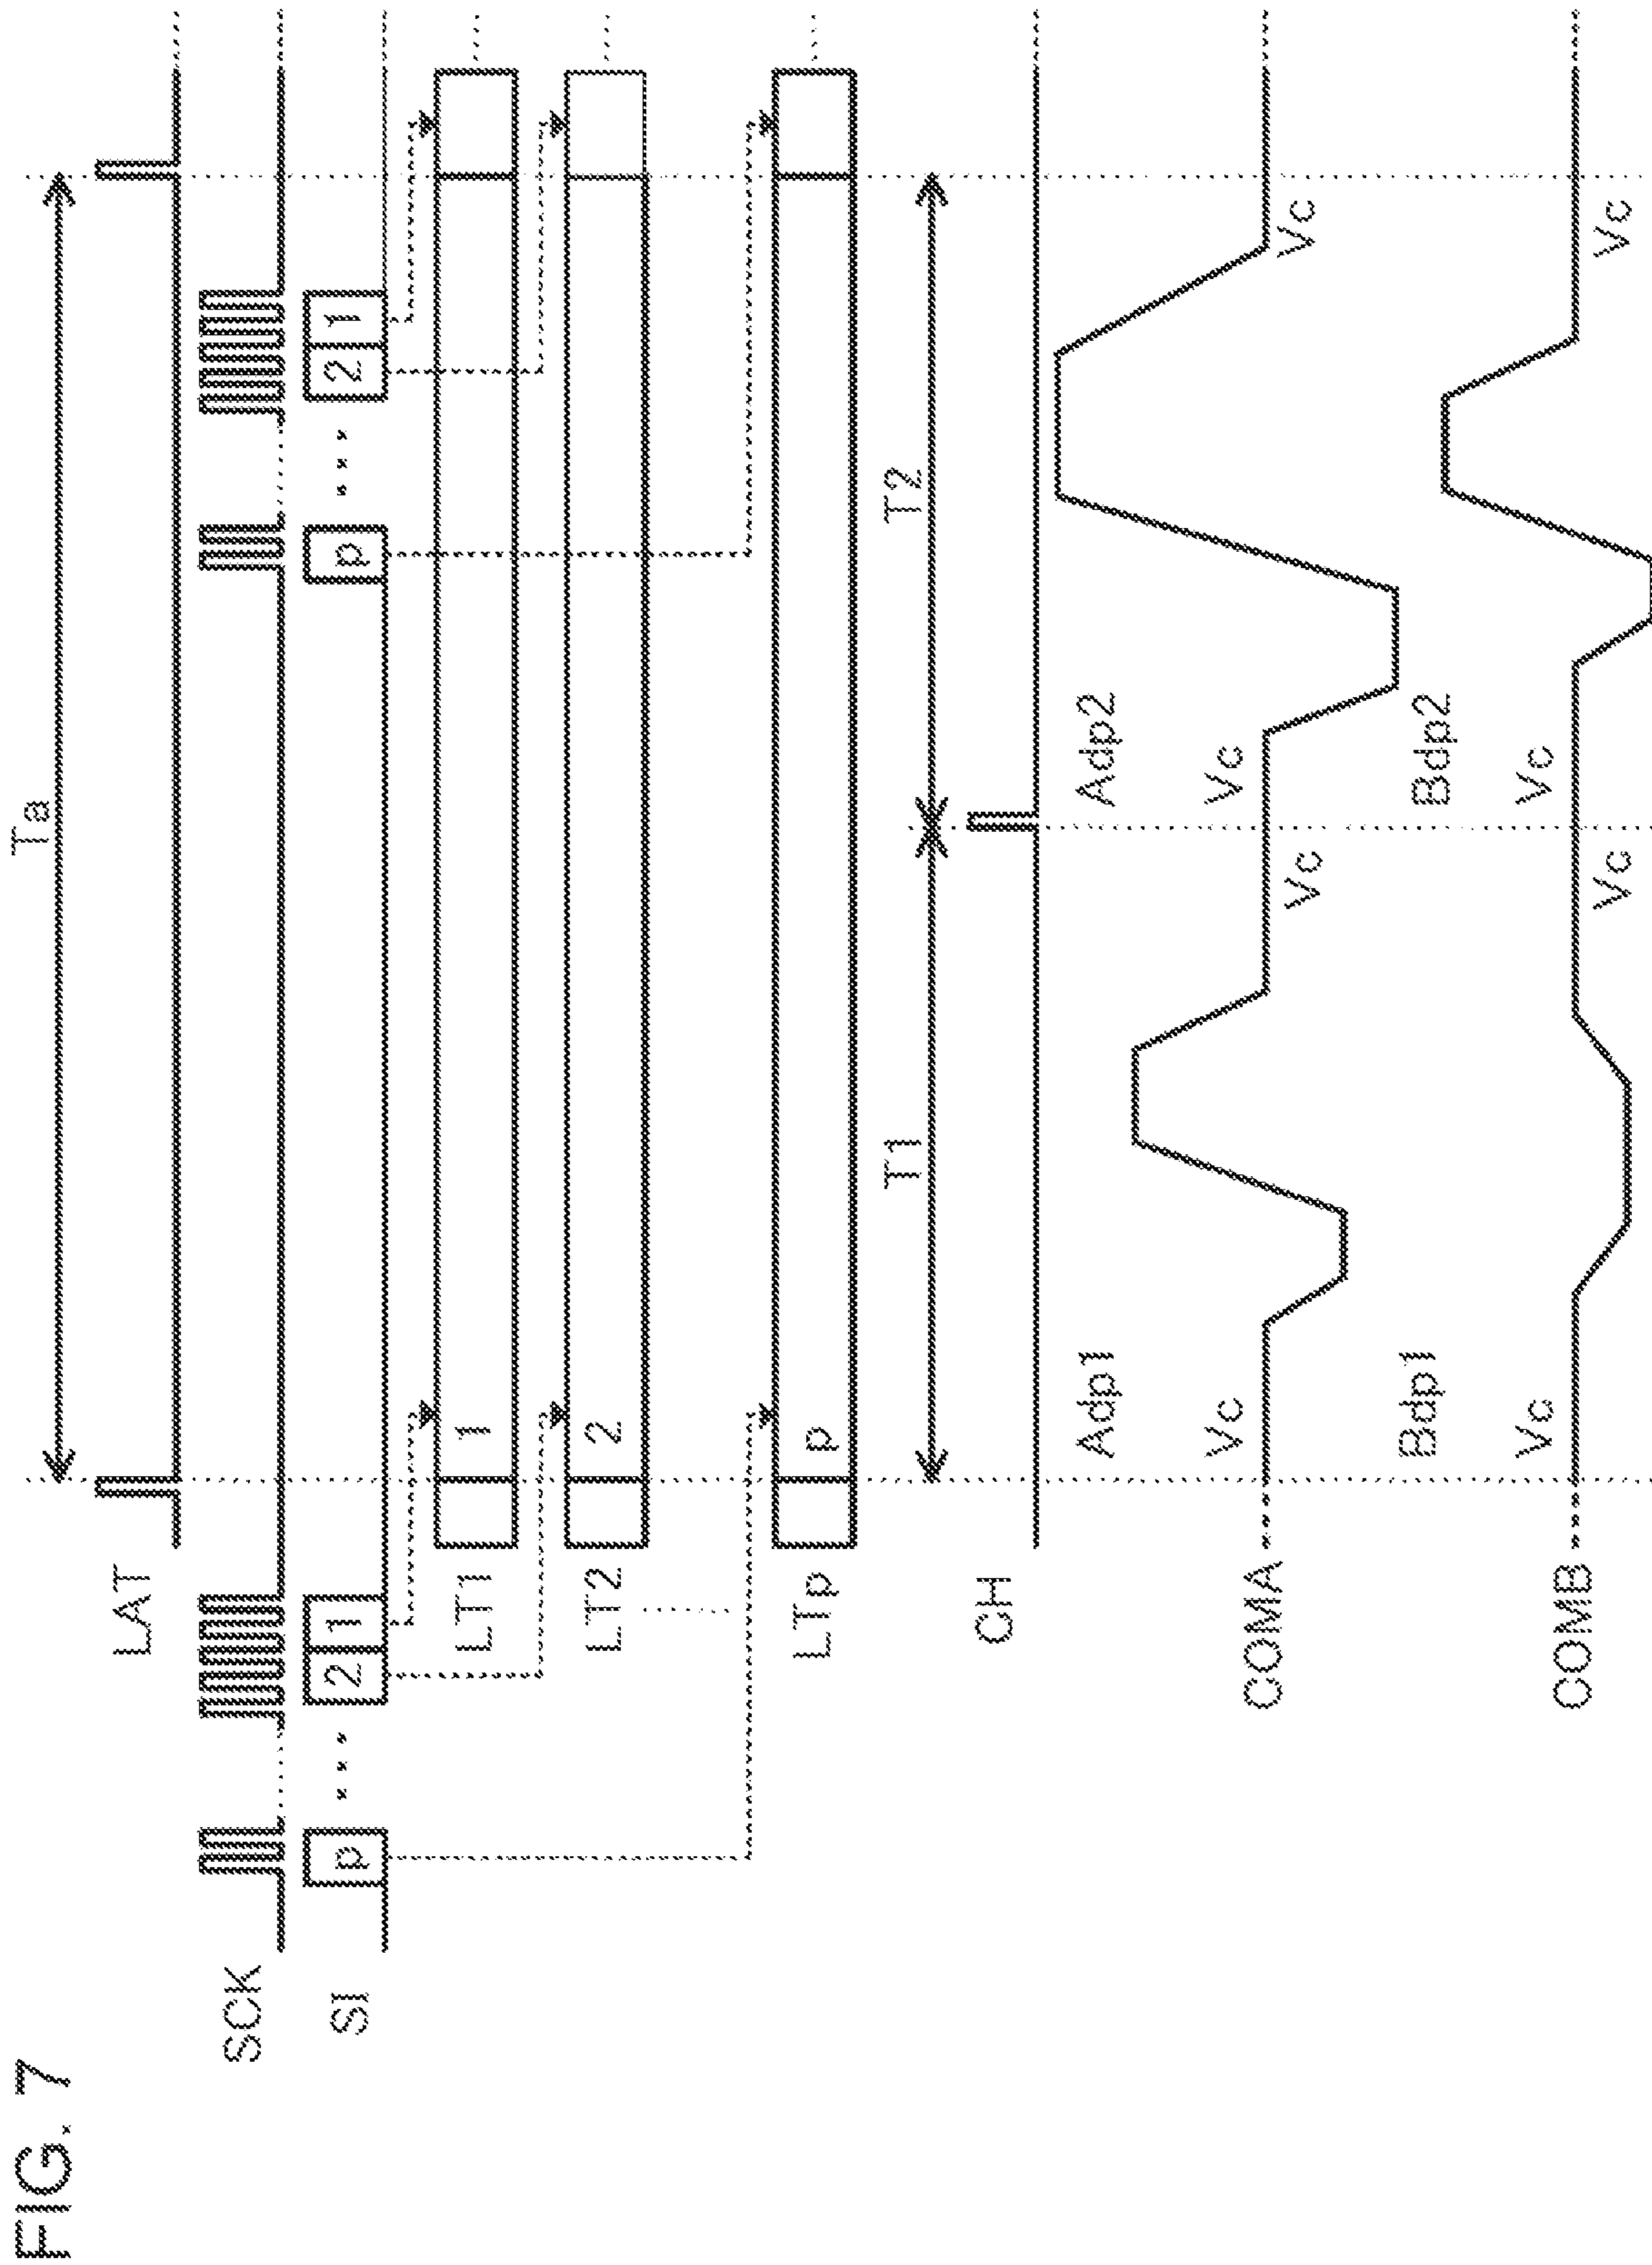 FIG. 7
Ta
LAT
SCK
SI
p ··· 2 1
p ··· 2 1
LT1
1
LT2
2
LTp
p
T1
T2
CH
Adp1
Adp2
COMA
Vc
Vc
Vc
Vc
Bdp1
Bdp2
COMB
Vc
Vc
Vc
Vc